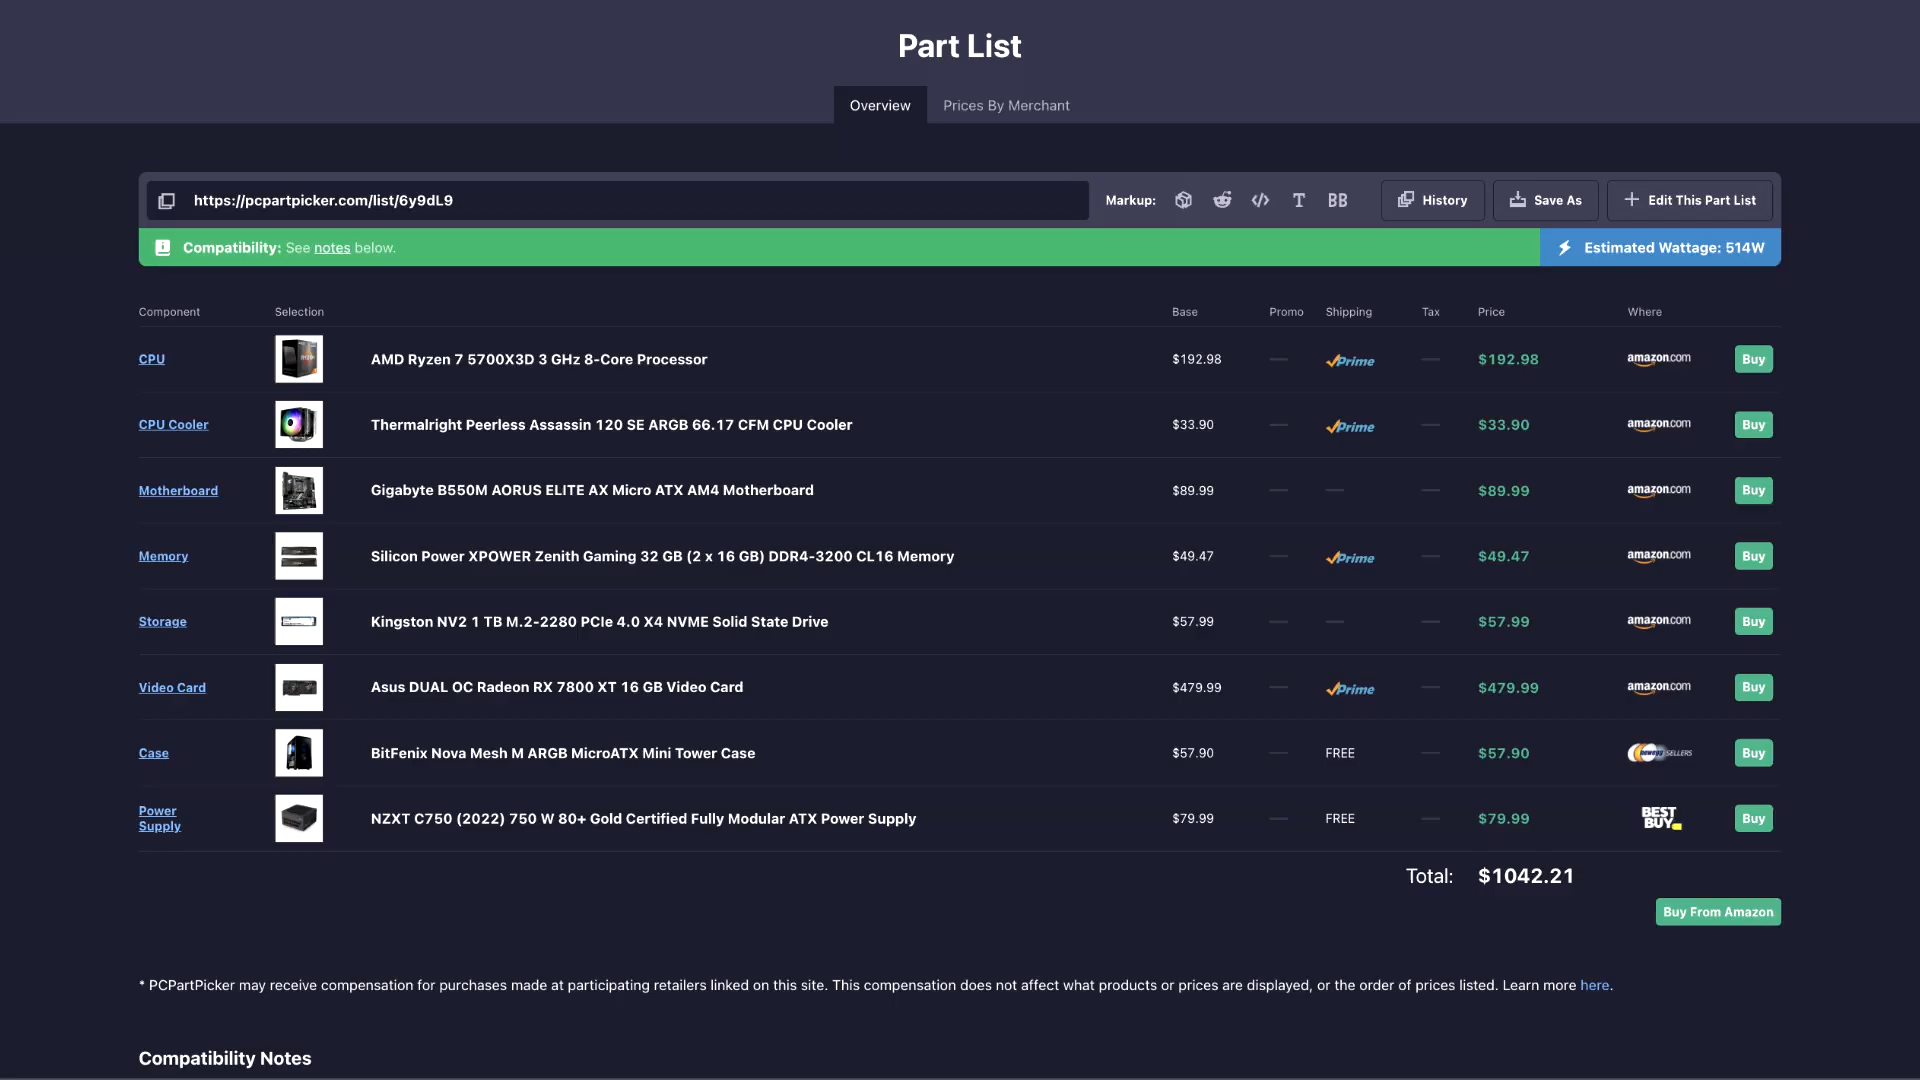 Part List
Overview Prices By Merchant
https://pcpartpicker.com/list/6y9dL9 Markup: T BB History Save As Edit This Part List
Compatibility: See notes below. Estimated Wattage: 514W
Component Selection Base Promo Shipping Tax Price Where
CPU AMD Ryzen 7 5700X3D 3 GHz 8-Core Processor $192.98 — Prime — $192.98 amazon.com Buy
CPU Cooler Thermalright Peerless Assassin 120 SE ARGB 66.17 CFM CPU Cooler $33.90 — Prime — $33.90 amazon.com Buy
Motherboard Gigabyte B550M AORUS ELITE AX Micro ATX AM4 Motherboard $89.99 — — — $89.99 amazon.com Buy
Memory Silicon Power XPOWER Zenith Gaming 32 GB (2 x 16 GB) DDR4-3200 CL16 Memory $49.47 — Prime — $49.47 amazon.com Buy
Storage Kingston NV2 1 TB M.2-2280 PCIe 4.0 X4 NVME Solid State Drive $57.99 — — — $57.99 amazon.com Buy
Video Card Asus DUAL OC Radeon RX 7800 XT 16 GB Video Card $479.99 — Prime — $479.99 amazon.com Buy
Case BitFenix Nova Mesh M ARGB MicroATX Mini Tower Case $57.90 — FREE — $57.90 newegg SELLERS Buy
Power
Supply NZXT C750 (2022) 750 W 80+ Gold Certified Fully Modular ATX Power Supply $79.99 — FREE — $79.99 BEST BUY Buy
Total: $1042.21
Buy From Amazon
* PCPartPicker may receive compensation for purchases made at participating retailers linked on this site. This compensation does not affect what products or prices are displayed, or the order of prices listed. Learn more here.
Compatibility Notes